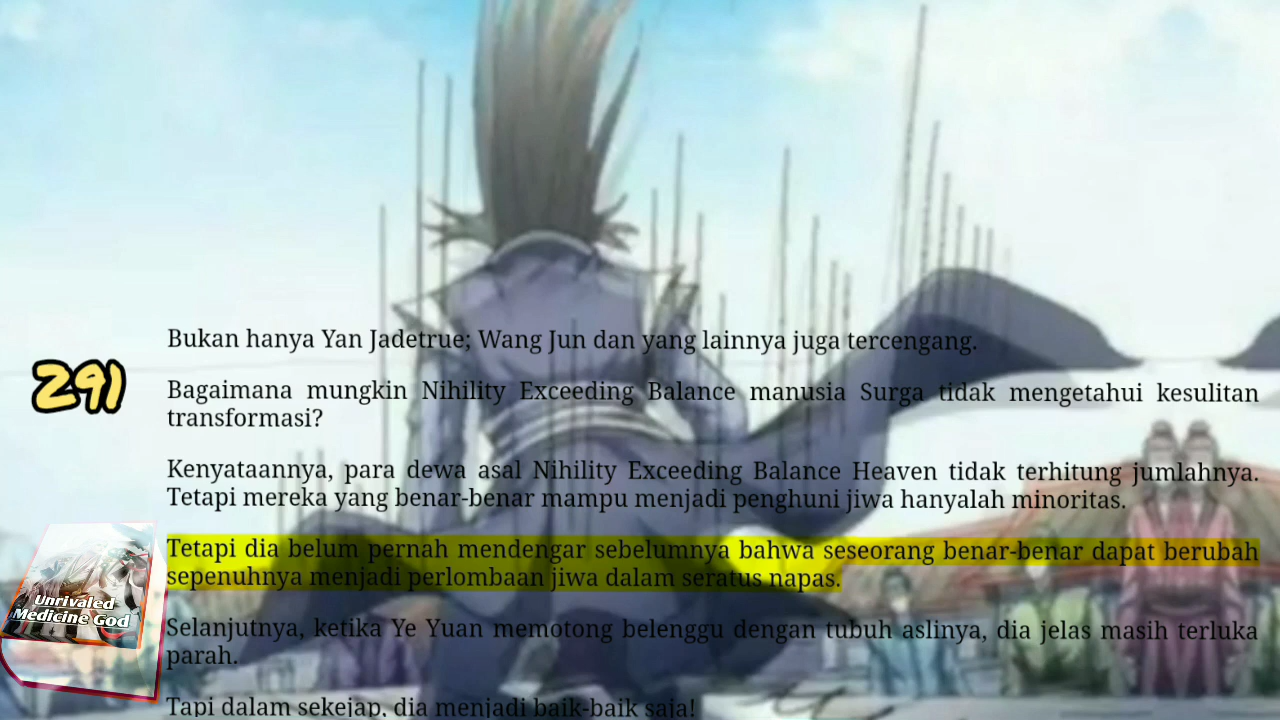 Bukan hanya Yan Jadetrue; Wang Jun dan yang lainnya juga tercengang.
291
Bagaimana mungkin Nihility Exceeding Balance manusia Surga tidak mengetahui kesulitan
transformasi?
Kenyataannya, para dewa asal Nihility Exceeding Balance Heaven tidak terhitung jumlahnya.
Tetapi mereka yang benar-benar mampu menjadi penghuni jiwa hanyalah minoritas.
Tetapi dia belum pernah mendengar sebelumnya bahwa seseorang benar-benar dapat berubah
sepenuhnya menjadi perlombaan jiwa dalam seratus napas.
Unrivaled
Medicine God
Selanjutnya, ketika Ye Yuan memotong belenggu dengan tubuh aslinya, dia jelas masih terluka
parah.
Tapi dalam sekejap, dia menjadi baik-baik saja!